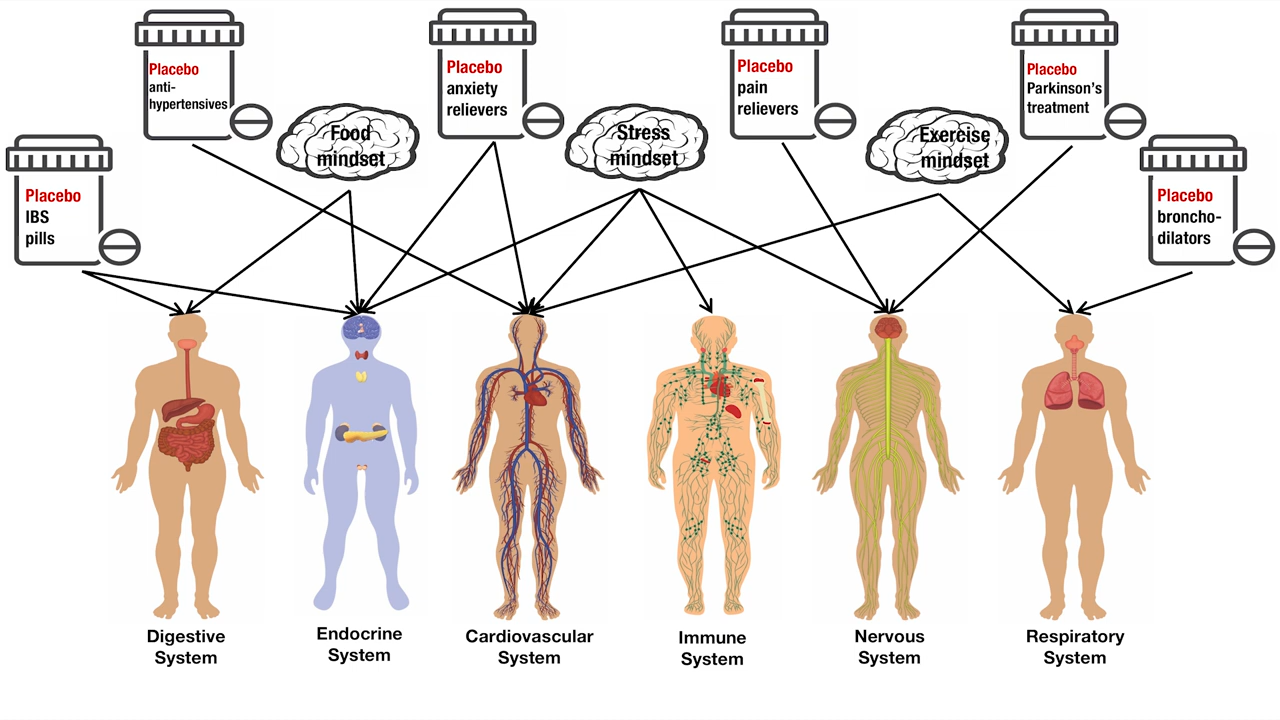 Placebo
anti-
hypertensives
Placebo
anxiety
relievers
Placebo
pain
relievers
Placebo
Parkinson's
treatment
Food
mindset
Stress
mindset
Exercise
mindset
Placebo
IBS
pills
Placebo
broncho-
dilators
Digestive
System
Endocrine
System
Cardiovascular
System
Immune
System
Nervous
System
Respiratory
System